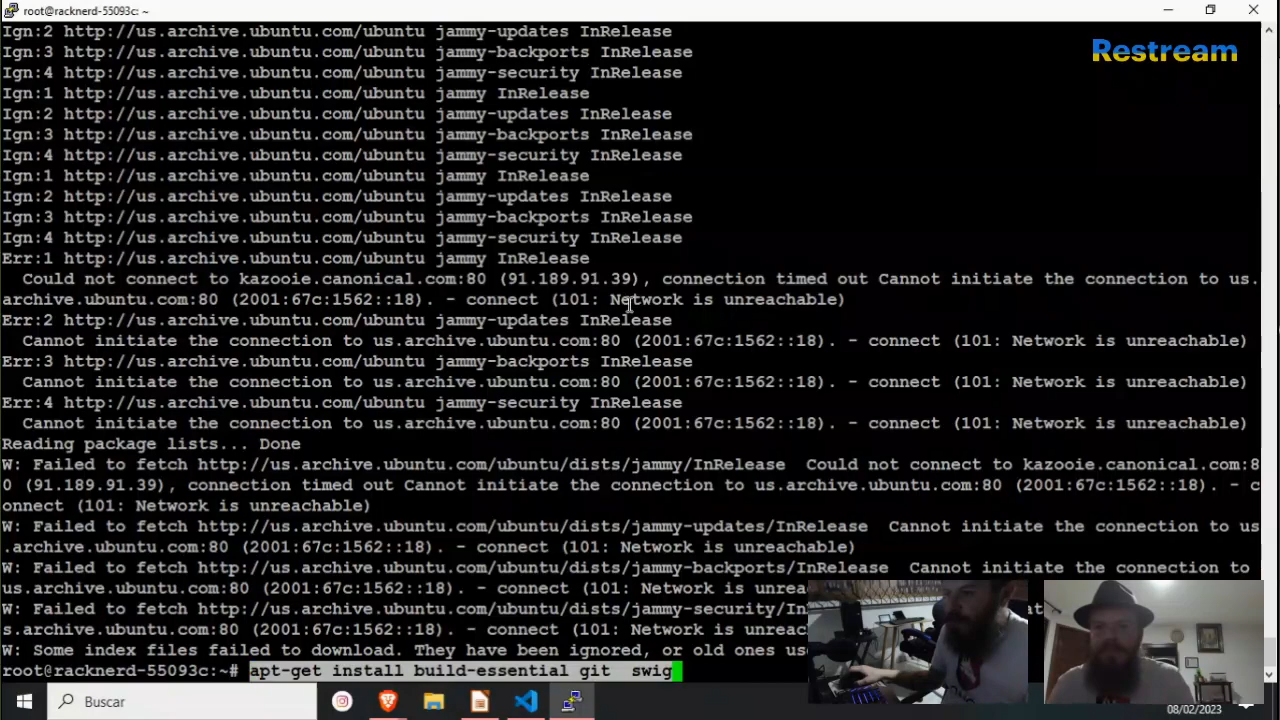 root@racknerd-55093c: ~
Restream
Ign:2 http://us.archive.ubuntu.com/ubuntu jammy-updates InRelease
Ign:3 http://us.archive.ubuntu.com/ubuntu jammy-backports InRelease
Ign:4 http://us.archive.ubuntu.com/ubuntu jammy-security InRelease
Ign:1 http://us.archive.ubuntu.com/ubuntu jammy InRelease
Ign:2 http://us.archive.ubuntu.com/ubuntu jammy-updates InRelease
Ign:3 http://us.archive.ubuntu.com/ubuntu jammy-backports InRelease
Ign:4 http://us.archive.ubuntu.com/ubuntu jammy-security InRelease
Ign:1 http://us.archive.ubuntu.com/ubuntu jammy InRelease
Ign:2 http://us.archive.ubuntu.com/ubuntu jammy-updates InRelease
Ign:3 http://us.archive.ubuntu.com/ubuntu jammy-backports InRelease
Ign:4 http://us.archive.ubuntu.com/ubuntu jammy-security InRelease
Err:1 http://us.archive.ubuntu.com/ubuntu jammy InRelease
  Could not connect to kazooie.canonical.com:80 (91.189.91.39), connection timed out Cannot initiate the connection to us.
archive.ubuntu.com:80 (2001:67c:1562::18). - connect (101: Network is unreachable)
Err:2 http://us.archive.ubuntu.com/ubuntu jammy-updates InRelease
  Cannot initiate the connection to us.archive.ubuntu.com:80 (2001:67c:1562::18). - connect (101: Network is unreachable)
Err:3 http://us.archive.ubuntu.com/ubuntu jammy-backports InRelease
  Cannot initiate the connection to us.archive.ubuntu.com:80 (2001:67c:1562::18). - connect (101: Network is unreachable)
Err:4 http://us.archive.ubuntu.com/ubuntu jammy-security InRelease
  Cannot initiate the connection to us.archive.ubuntu.com:80 (2001:67c:1562::18). - connect (101: Network is unreachable)
Reading package lists... Done
W: Failed to fetch http://us.archive.ubuntu.com/ubuntu/dists/jammy/InRelease  Could not connect to kazooie.canonical.com:8
0 (91.189.91.39), connection timed out Cannot initiate the connection to us.archive.ubuntu.com:80 (2001:67c:1562::18). - c
onnect (101: Network is unreachable)
W: Failed to fetch http://us.archive.ubuntu.com/ubuntu/dists/jammy-updates/InRelease  Cannot initiate the connection to us
.archive.ubuntu.com:80 (2001:67c:1562::18). - connect (101: Network is unreachable)
W: Failed to fetch http://us.archive.ubuntu.com/ubuntu/dists/jammy-backports/InRelease  Cannot initiate the connection to
us.archive.ubuntu.com:80 (2001:67c:1562::18). - connect (101: Network is unrea
W: Failed to fetch http://us.archive.ubuntu.com/ubuntu/dists/jammy-security/In
s.archive.ubuntu.com:80 (2001:67c:1562::18). - connect (101: Network is unreac
W: Some index files failed to download. They have been ignored, or old ones use
root@racknerd-55093c:~# apt-get install build-essential git  swig
Buscar
08/02/2023